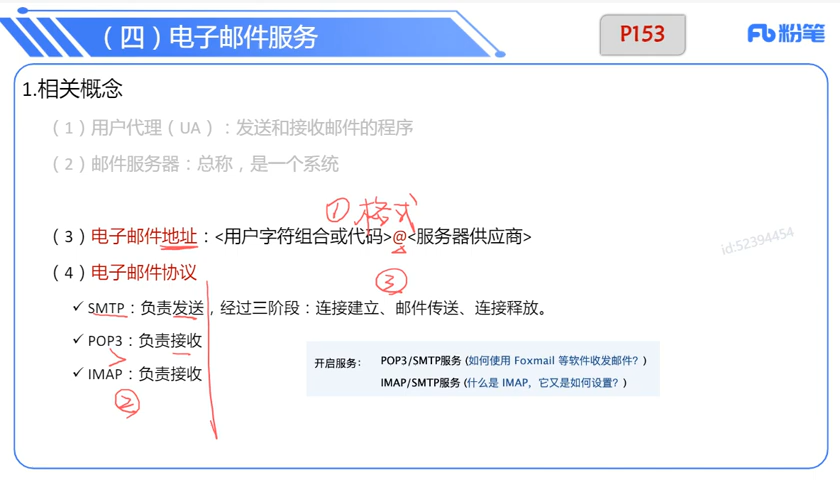 （四）电子邮件服务
P153
粉笔
1.相关概念
（1）用户代理（UA）：发送和接收邮件的程序
（2）邮件服务器：总称，是一个系统
①格式
（3）电子邮件地址：<用户字符组合或代码>@<服务器供应商>
id:52394454
（4）电子邮件协议
③
✓ SMTP：负责发送，经过三阶段：连接建立、邮件传送、连接释放。
✓ POP3：负责接收
✓ IMAP：负责接收
②
开启服务： POP3/SMTP服务 (如何使用 Foxmail 等软件收发邮件？)
IMAP/SMTP服务 (什么是 IMAP，它又是如何设置？)